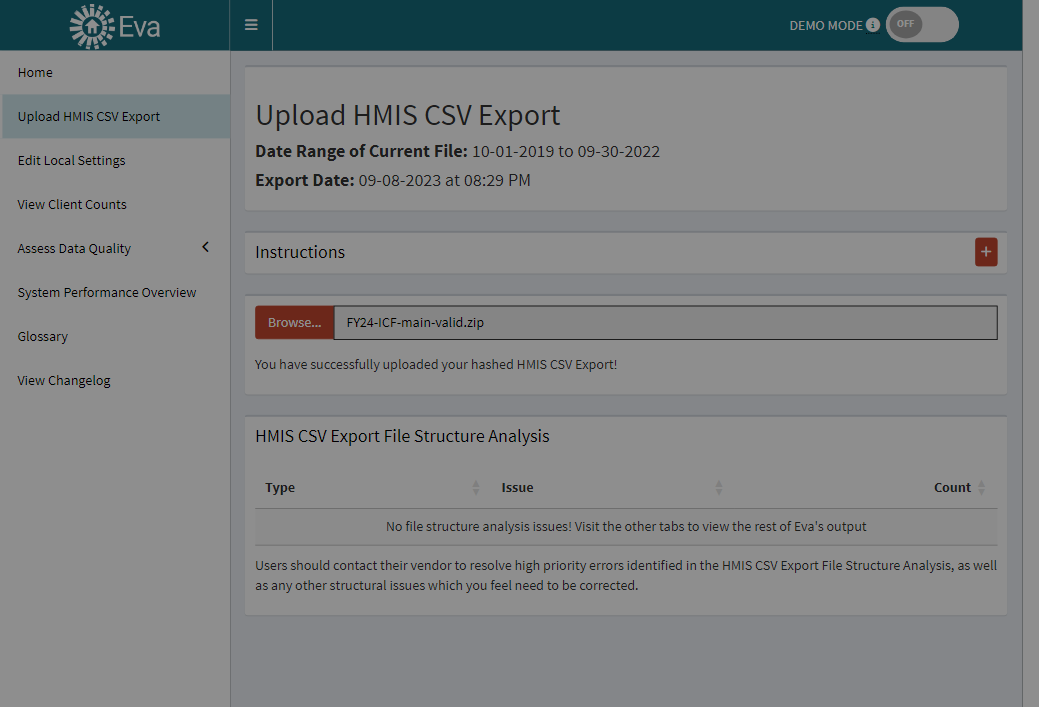 Eva
DEMO MODE
OFF
Home
Upload HMIS CSV Export
Edit Local Settings
View Client Counts
Assess Data Quality
System Performance Overview
Glossary
View Changelog
Upload HMIS CSV Export
Date Range of Current File: 10-01-2019 to 09-30-2022
Export Date: 09-08-2023 at 08:29 PM
Instructions
Browse... FY24-ICF-main-valid.zip
You have successfully uploaded your hashed HMIS CSV Export!
HMIS CSV Export File Structure Analysis
Type Issue Count
No file structure analysis issues! Visit the other tabs to view the rest of Eva's output
Users should contact their vendor to resolve high priority errors identified in the HMIS CSV Export File Structure Analysis, as well
as any other structural issues which you feel need to be corrected.